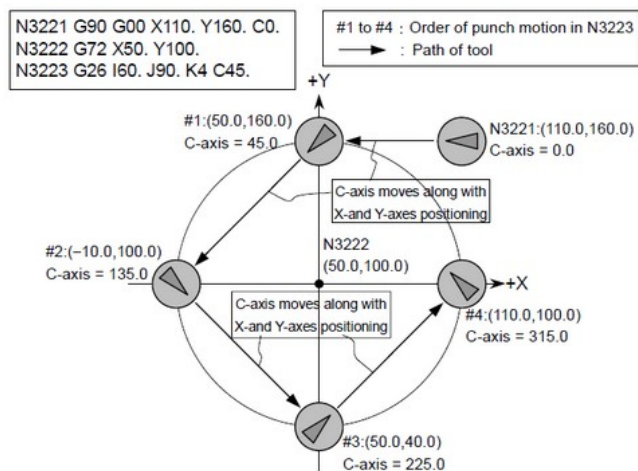 N3221 G90 G00 X110. Y160. C0.
N3222 G72 X50. Y100.
N3223 G26 I60. J90. K4 C45.
#1 to #4 : Order of punch motion in N3223
: Path of tool
+Y
#1:(50.0,160.0)
C-axis = 45.0
N3221:(110.0,160.0)
C-axis = 0.0
C-axis moves along with
X-and Y-axes positioning
#2:(–10.0,100.0)
C-axis = 135.0
N3222
(50.0,100.0)
+X
C-axis moves along with
X-and Y-axes positioning
#4:(110.0,100.0)
C-axis = 315.0
#3:(50.0,40.0)
C-axis = 225.0